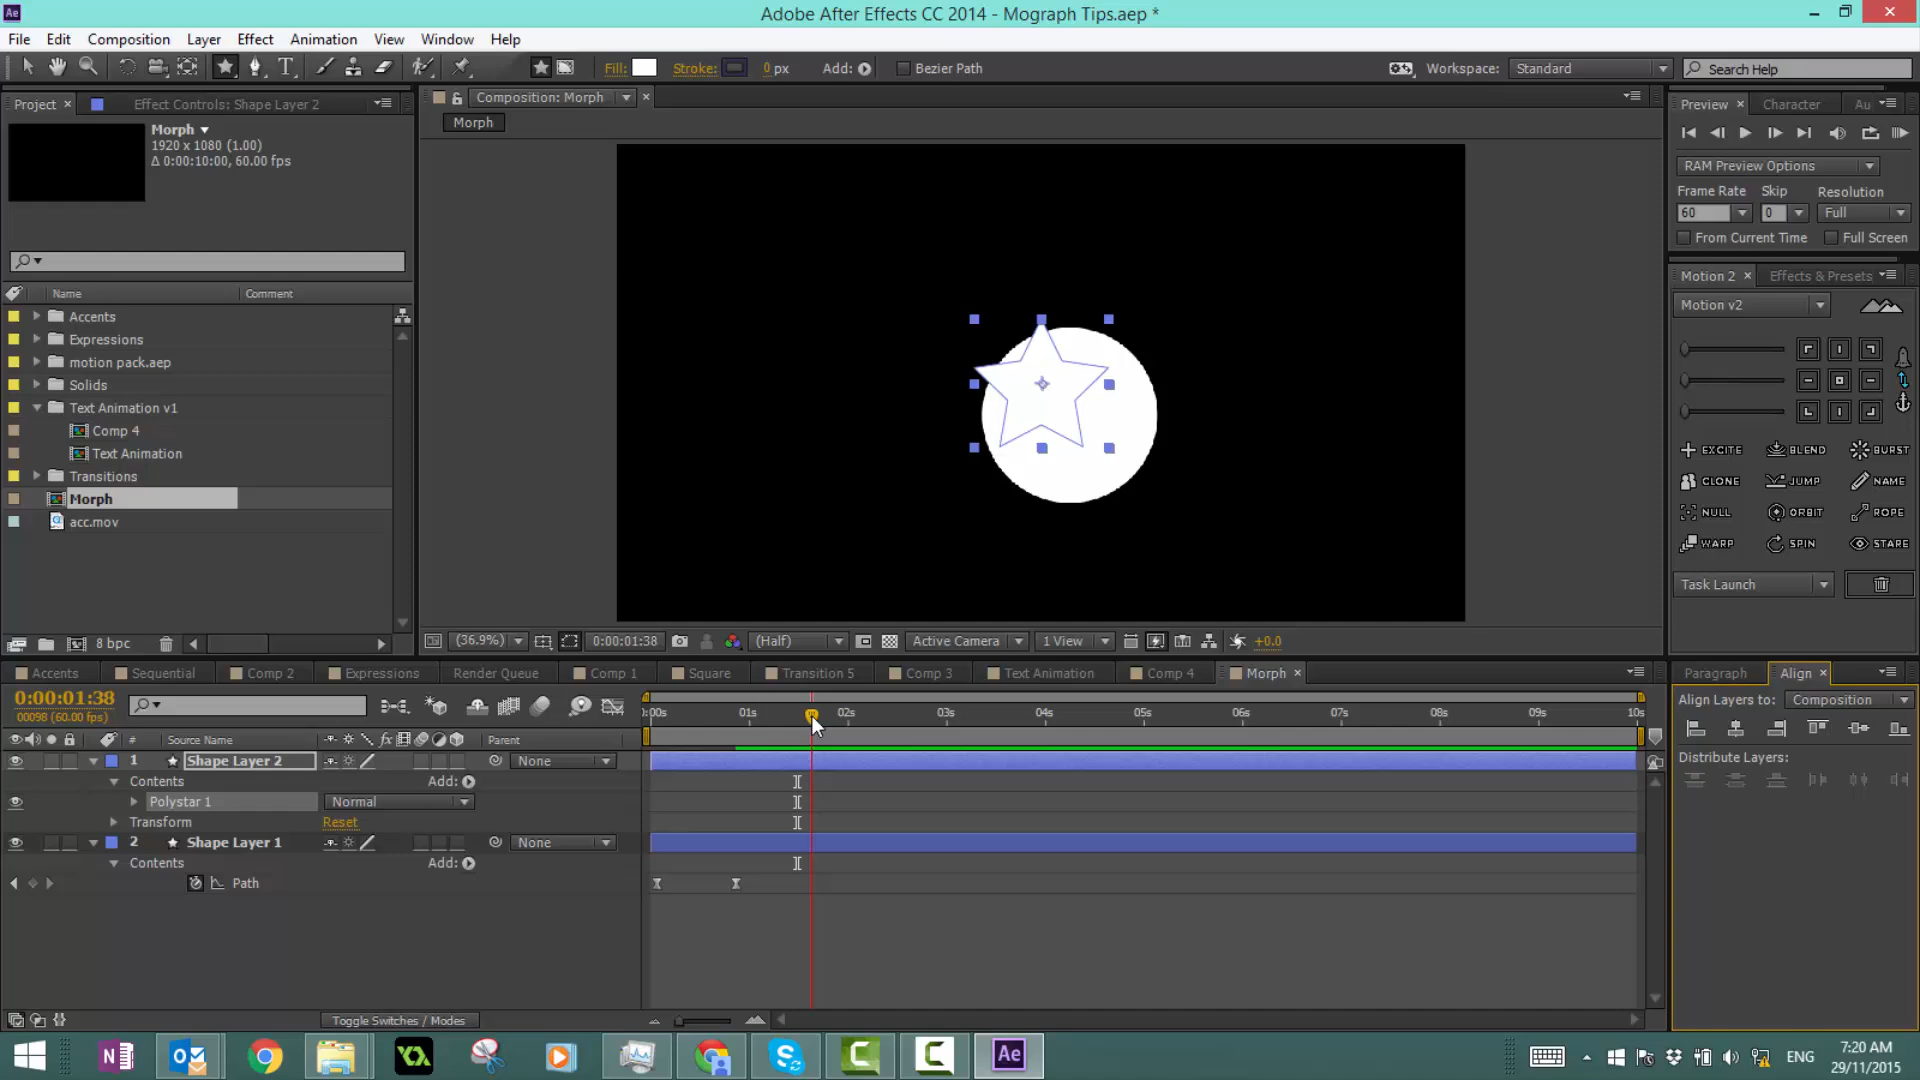 Adobe After Effects CC 2014 - Mograph Tips.aep *
File Edit Composition Layer Effect Animation View Window Help
Fill: Stroke: 0 px Add: Bezier Path Workspace: Standard Search Help
Project × Effect Controls: Shape Layer 2
Composition: Morph
Morph
Morph
1920 x 1080 (1.00)
Δ 0:00:10:00, 60.00 fps
Name Comment
Accents
Expressions
motion pack.aep
Solids
Text Animation v1
Comp 4
Text Animation
Transitions
Morph
acc.mov
8 bpc
(36.9%) 0:00:01:38 (Half) Active Camera 1 View +0.0
Preview × Character Au
RAM Preview Options
Frame Rate Skip Resolution
60 0 Full
From Current Time Full Screen
Motion 2 × Effects & Presets
Motion v2
EXCITE BLEND BURST
CLONE JUMP NAME
NULL ORBIT ROPE
WARP SPIN STARE
Task Launch
Accents Sequential Comp 2 Expressions Render Queue Comp 1 Square Transition 5 Comp 3 Text Animation Comp 4 Morph ×
0:00:01:38
00098 (60.00 fps)
:00s 01s 02s 03s 04s 05s 06s 07s 08s 09s 10s
# Source Name fx Parent
1 Shape Layer 2 None
Contents Add:
Polystar 1 Normal
Transform Reset
2 Shape Layer 1 None
Contents Add:
Path
Toggle Switches / Modes
Paragraph Align ×
Align Layers to: Composition
Distribute Layers:
Ae
ENG
7:20 AM
29/11/2015